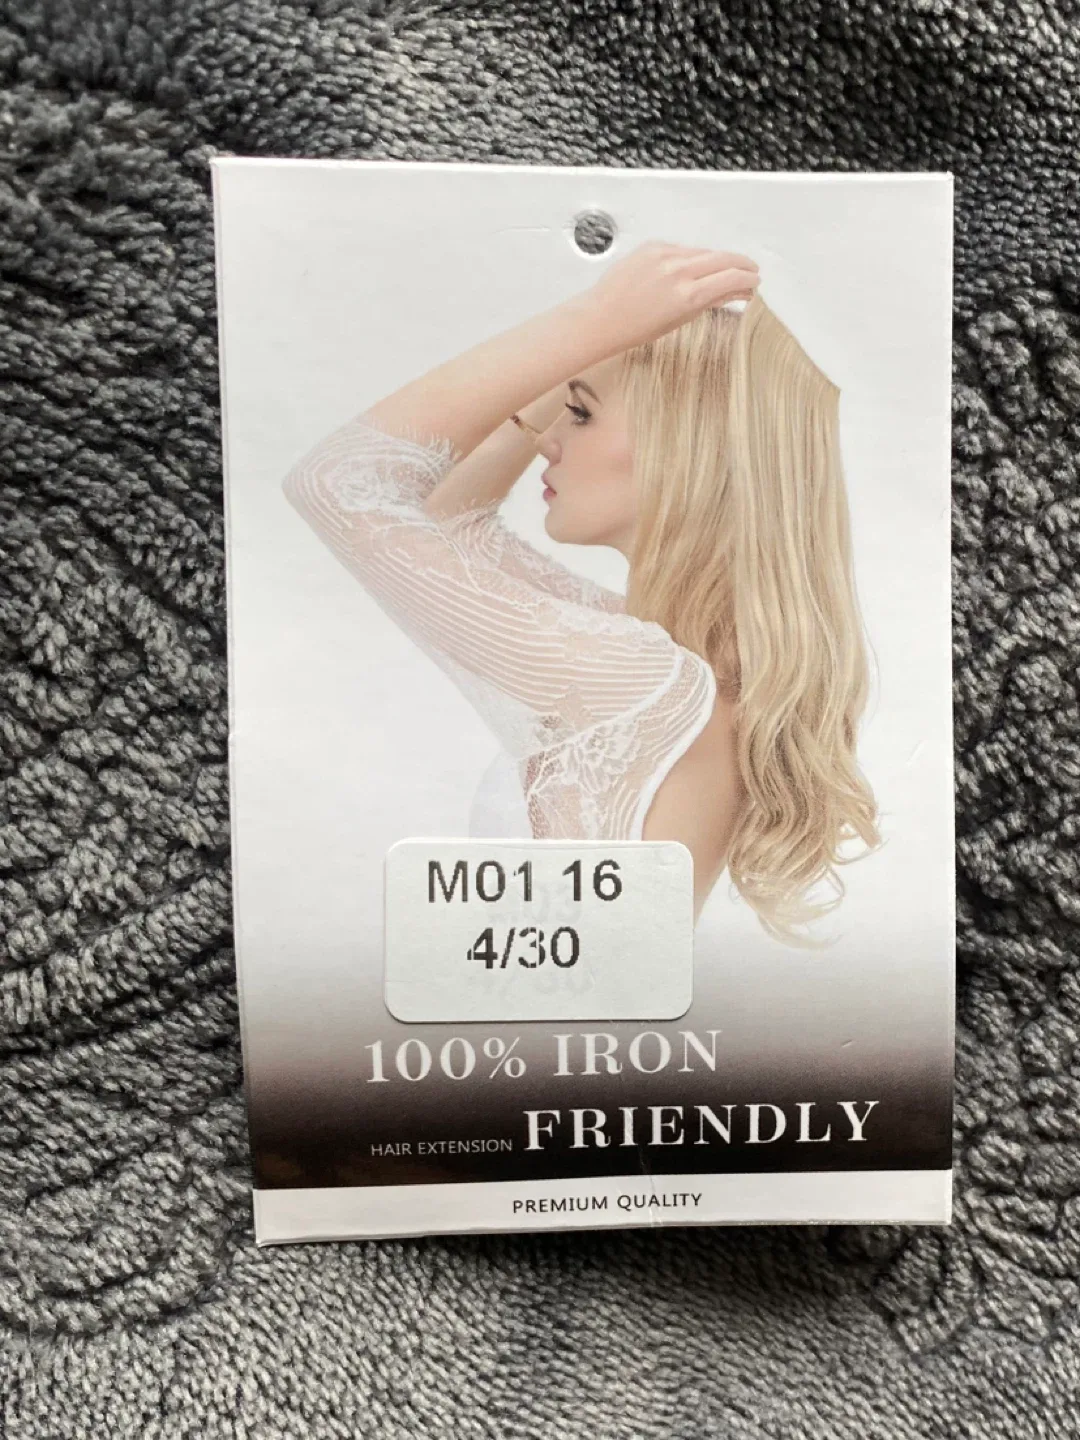 M01 16
4/30
100% IRON
HAIR EXTENSION FRIENDLY
PREMIUM QUALITY